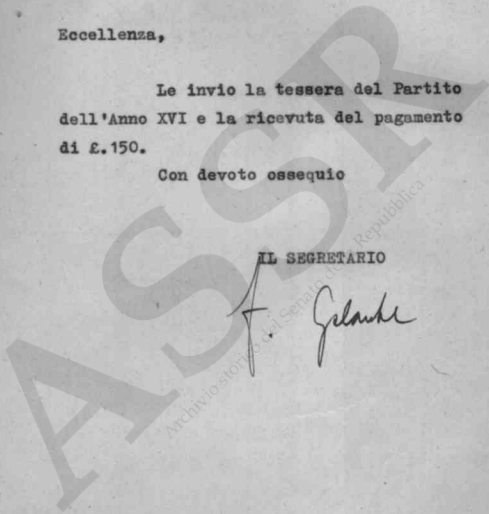 Eccellenza,
Le invio la tessera del Partito
dell'Anno XVI e la ricevuta del pagamento
di £.150.
Con devoto ossequio
IL SEGRETARIO
ASSR
Archivio storico del Senato della Repubblica